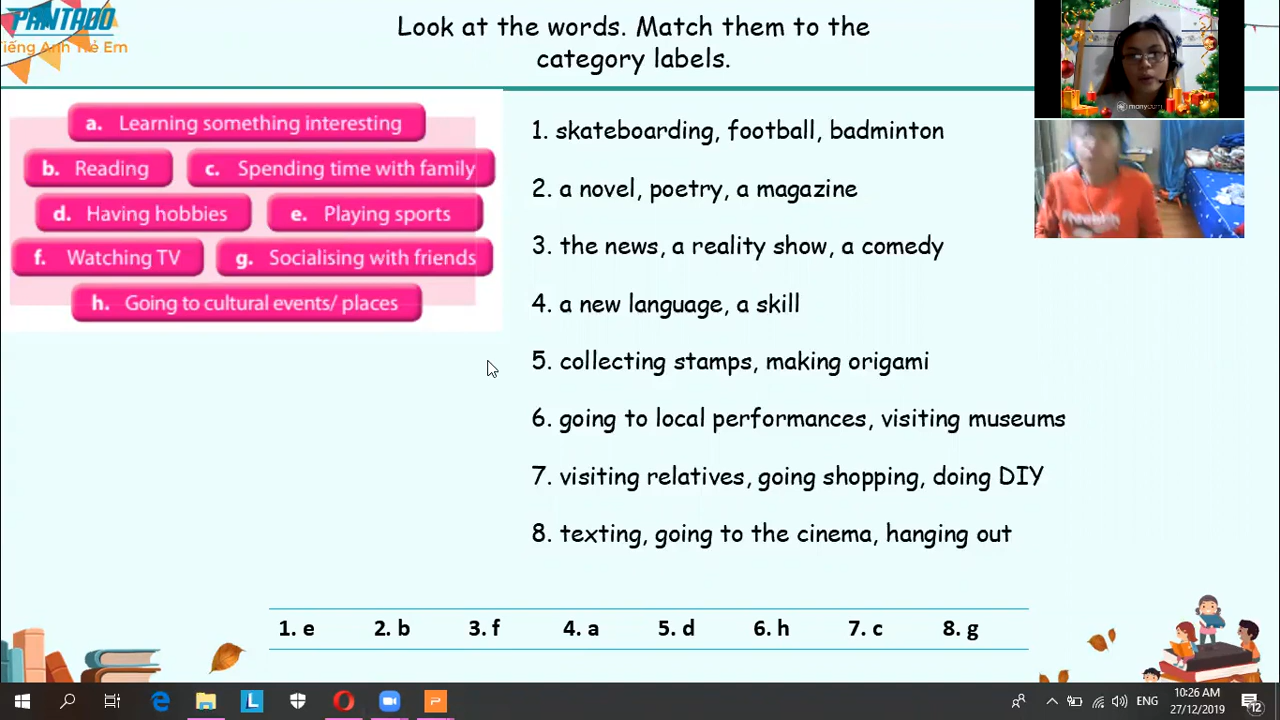 PANTADO
Tiếng Anh Trẻ Em
Look at the words. Match them to the
category labels.
a. Learning something interesting
b. Reading
c. Spending time with family
d. Having hobbies
e. Playing sports
f. Watching TV
g. Socialising with friends
h. Going to cultural events/ places
1. skateboarding, football, badminton
2. a novel, poetry, a magazine
3. the news, a reality show, a comedy
4. a new language, a skill
5. collecting stamps, making origami
6. going to local performances, visiting museums
7. visiting relatives, going shopping, doing DIY
8. texting, going to the cinema, hanging out
1. e 2. b 3. f 4. a 5. d 6. h 7. c 8. g
manycam
ENG
10:26 AM
27/12/2019
12